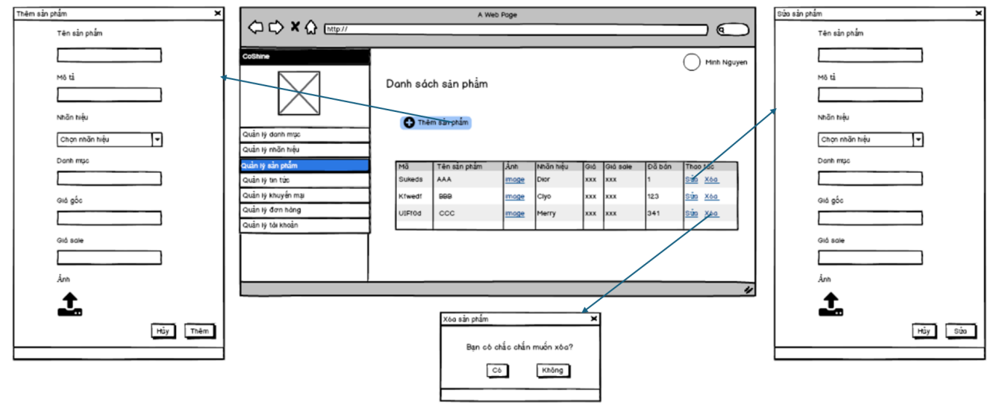 Thêm sản phẩm
Tên sản phẩm
Mô tả
Nhãn hiệu
Chọn nhãn hiệu
Danh mục
Giá gốc
Giá sale
Ảnh
Hủy Thêm
A Web Page
http://
CoShine
Minh Nguyen
Danh sách sản phẩm
Thêm sản phẩm
Quản lý danh mục
Quản lý nhãn hiệu
Quản lý sản phẩm
Quản lý tin tức
Quản lý khuyến mại
Quản lý đơn hàng
Quản lý tài khoản
Mã Tên sản phẩm Ảnh Nhãn hiệu Giá Giá sale Đã bán Thao tác
Sukeds AAA image Dior xxx xxx 1 Sửa Xóa
Kfwedf BBB image Clyo xxx xxx 123 Sửa Xóa
CCC image Merry xxx xxx 341 Sửa Xóa
Xóa sản phẩm
Bạn có chắc chắn muốn xóa?
Có Không
Sửa sản phẩm
Tên sản phẩm
Mô tả
Nhãn hiệu
Chọn nhãn hiệu
Danh mục
Giá gốc
Giá sale
Ảnh
Hủy Sửa